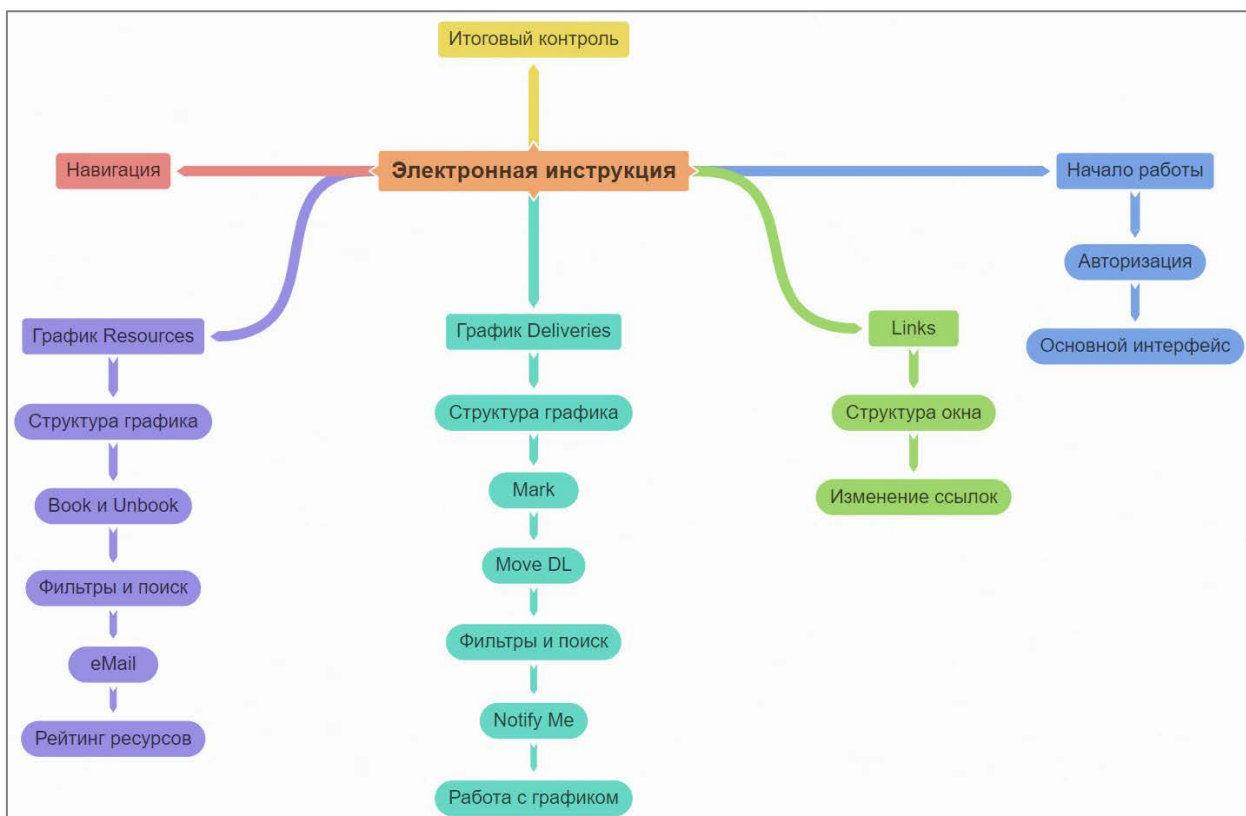 Итоговый контроль
Навигация
Электронная инструкция
Начало работы
Авторизация
Основной интерфейс
График Resources
Структура графика
Book и Unbook
Фильтры и поиск
eMail
Рейтинг ресурсов
График Deliveries
Структура графика
Mark
Move DL
Фильтры и поиск
Notify Me
Работа с графиком
Links
Структура окна
Изменение ссылок